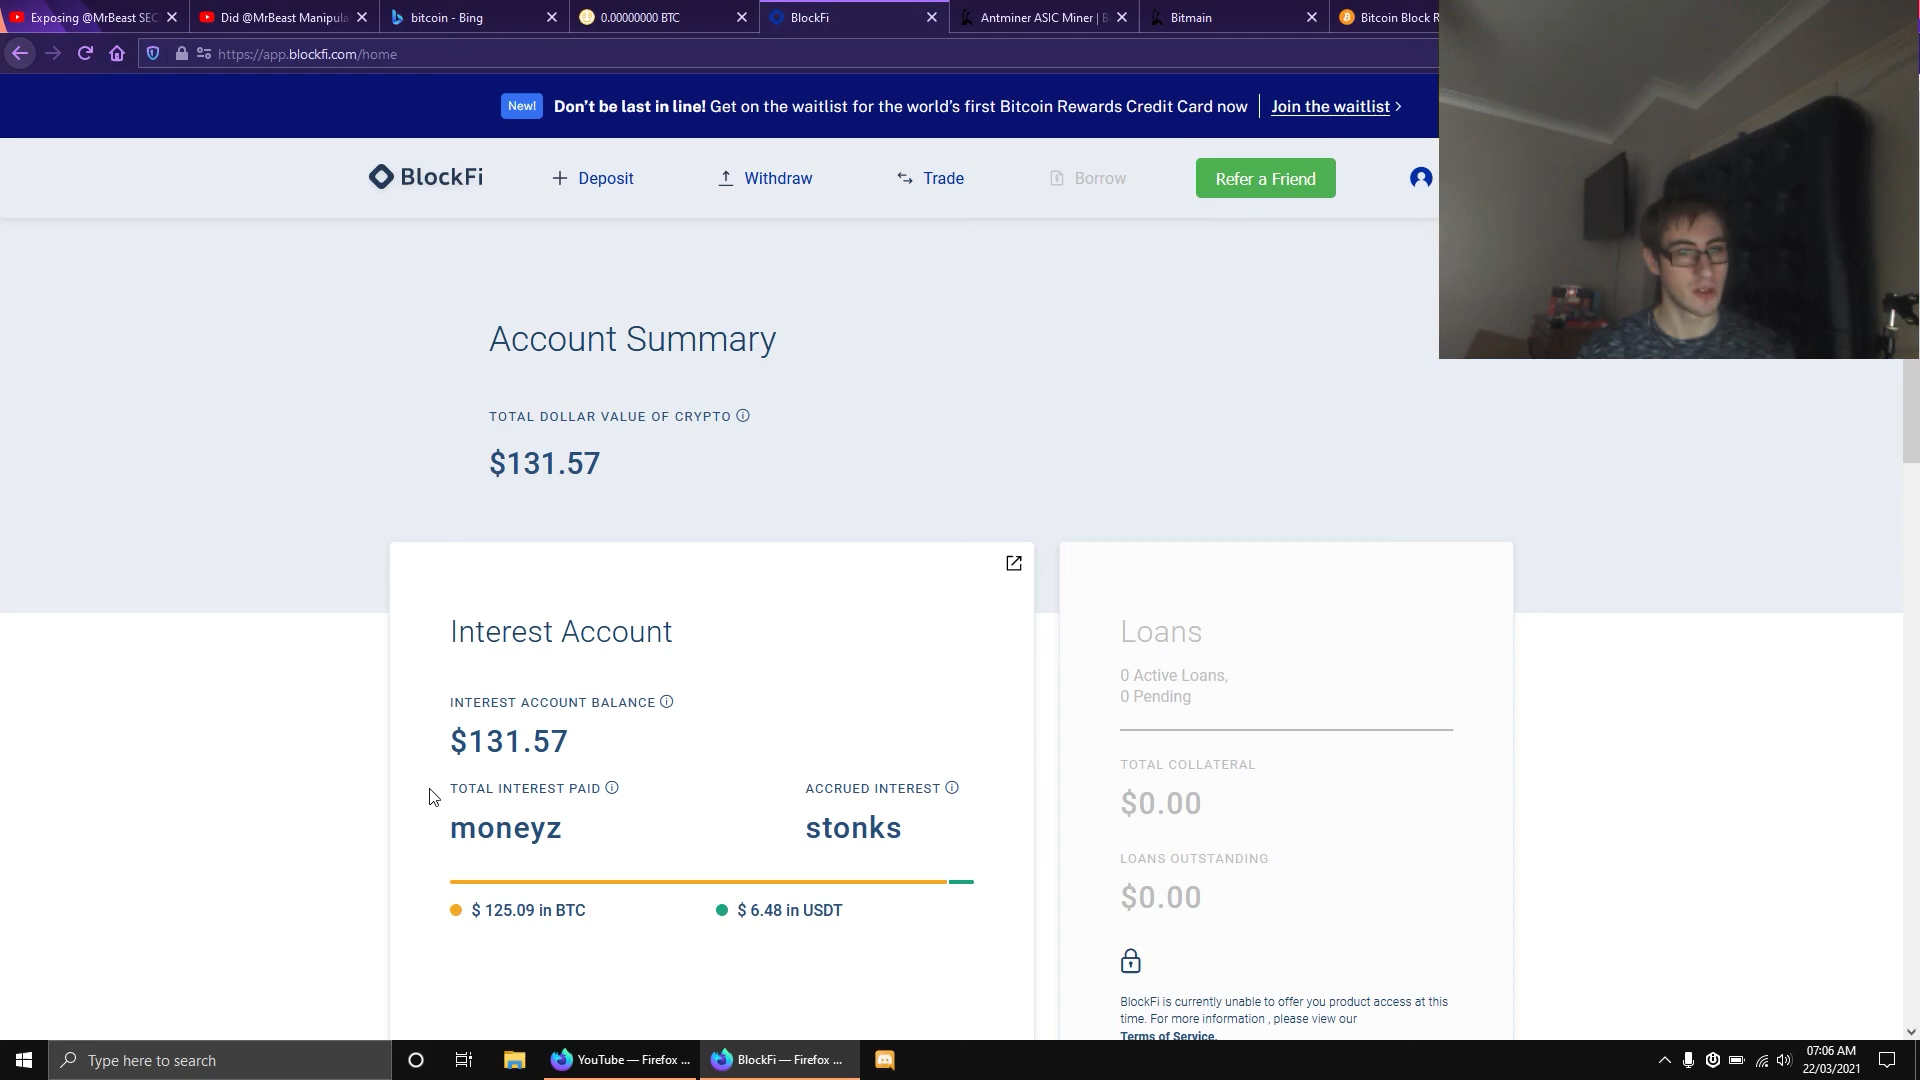 Exposing @MrBeast SEC
Did @MrBeast Manipula
bitcoin - Bing
0.00000000 BTC
BlockFi
Antminer ASIC Miner | B
Bitmain
Bitcoin Block R
https://app.blockfi.com/home
New! Don't be last in line! Get on the waitlist for the world's first Bitcoin Rewards Credit Card now Join the waitlist
BlockFi
Deposit
Withdraw
Trade
Borrow
Refer a Friend
Account Summary
TOTAL DOLLAR VALUE OF CRYPTO
$131.57
Interest Account
INTEREST ACCOUNT BALANCE
$131.57
TOTAL INTEREST PAID
moneyz
ACCRUED INTEREST
stonks
$ 125.09 in BTC
$ 6.48 in USDT
Loans
0 Active Loans,
0 Pending
TOTAL COLLATERAL
$0.00
LOANS OUTSTANDING
$0.00
BlockFi is currently unable to offer you product access at this
time. For more information , please view our
Terms of Service.
Type here to search
YouTube — Firefox ...
BlockFi — Firefox ...
07:06 AM
22/03/2021